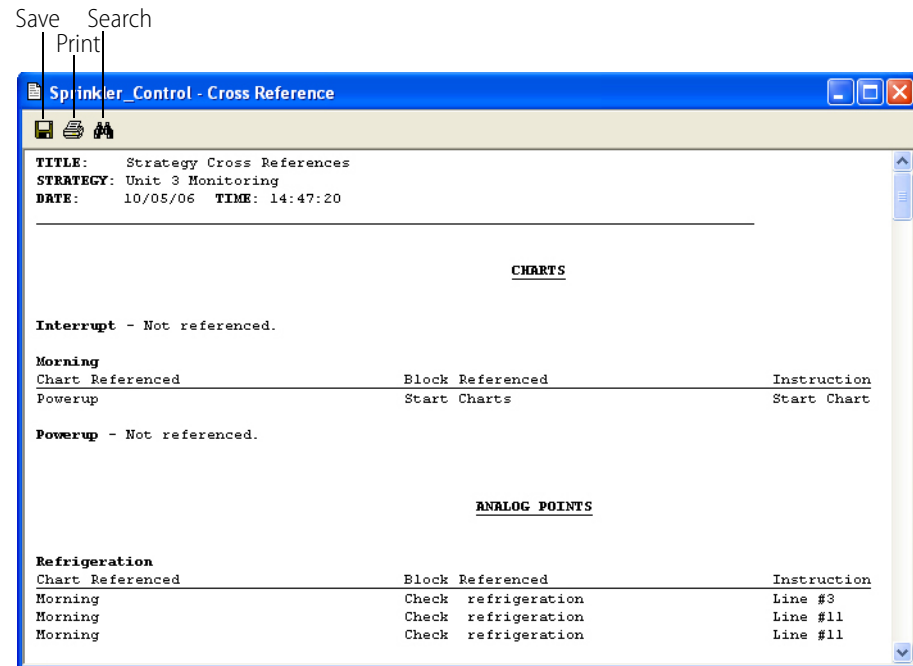 Save Search
Print
Sprinkler_Control - Cross Reference
TITLE: Strategy Cross References
STRATEGY: Unit 3 Monitoring
DATE: 10/05/06 TIME: 14:47:20
CHARTS
Interrupt - Not referenced.
Morning
Chart Referenced Block Referenced Instruction
Powerup Start Charts Start Chart
Powerup - Not referenced.
ANALOG POINTS
Refrigeration
Chart Referenced Block Referenced Instruction
Morning Check refrigeration Line #3
Morning Check refrigeration Line #11
Morning Check refrigeration Line #11